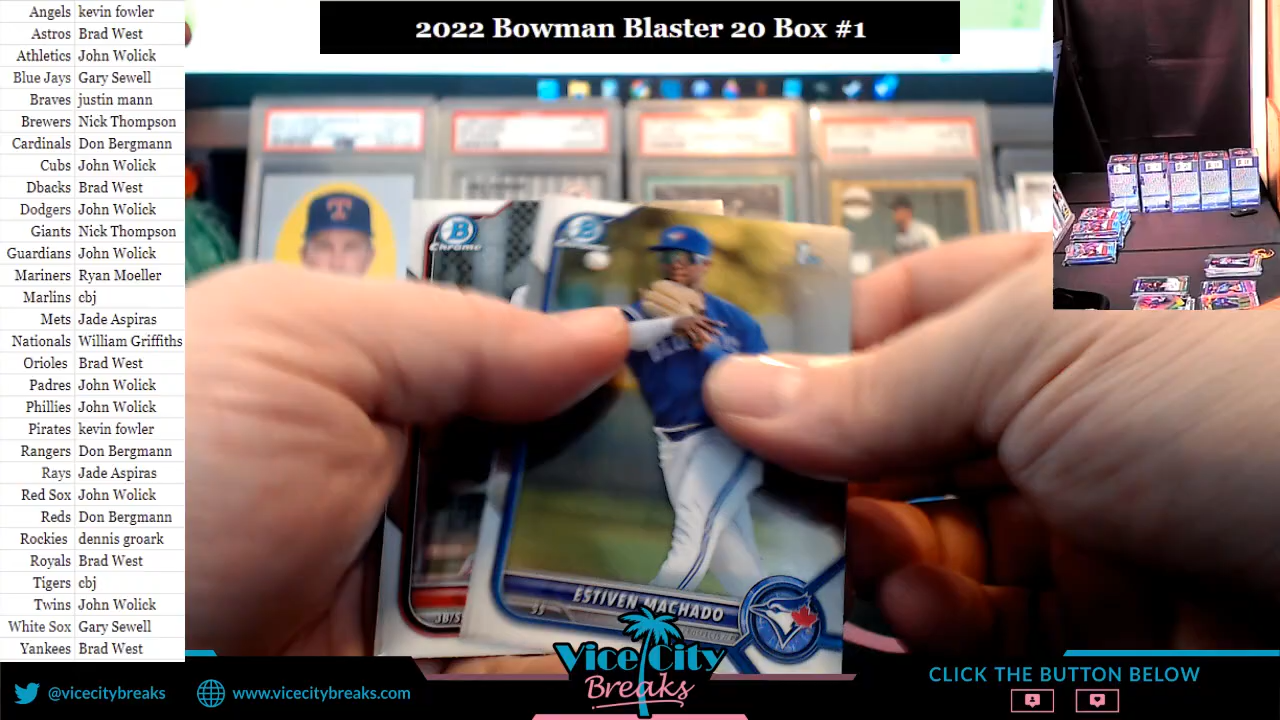 2022 Bowman Blaster 20 Box #1
Angels kevin fowler
Astros Brad West
Athletics John Wolick
Blue Jays Gary Sewell
Braves justin mann
Brewers Nick Thompson
Cardinals Don Bergmann
Cubs John Wolick
Dbacks Brad West
Dodgers John Wolick
Giants Nick Thompson
Guardians John Wolick
Mariners Ryan Moeller
Marlins cbj
Mets Jade Aspiras
Nationals William Griffiths
Orioles Brad West
Padres John Wolick
Phillies John Wolick
Pirates kevin fowler
Rangers Don Bergmann
Rays Jade Aspiras
Red Sox John Wolick
Reds Don Bergmann
Rockies dennis groark
Royals Brad West
Tigers cbj
Twins John Wolick
White Sox Gary Sewell
Yankees Brad West
T
B
Chrome
B
ESTIVEN MACHADO
SS
Vice City
Breaks
@vicecitybreaks
www.vicecitybreaks.com
CLICK THE BUTTON BELOW